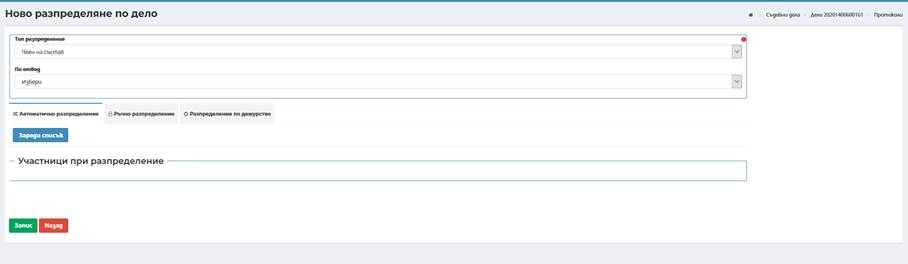 Ново разпределяне по дело
Съдебни дела > Дело 20201400600161 > Протоколи
Тип разпределение
Член на състав
По отвод
избери
Автоматично разпределение
Ръчно разпределение
Разпределение по дежурство
Зареди списък
Участници при разпределение
Запис
Назад